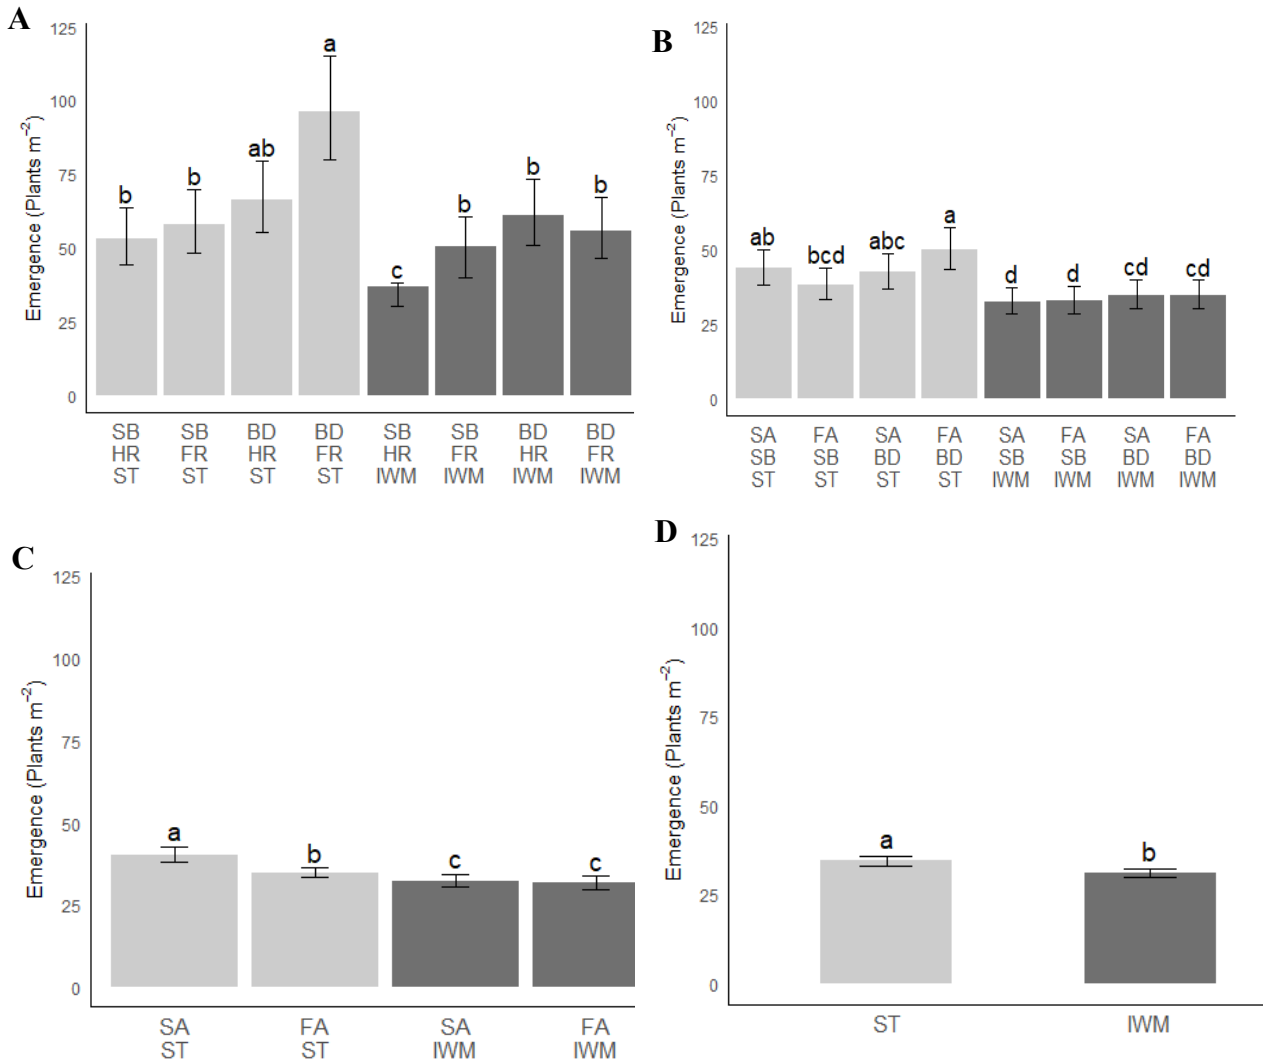 A
Emergence (Plants m⁻²)
125
100
75
50
25
0
b b ab a c b b b
SB SB BD BD SB SB BD BD
HR FR HR FR HR FR HR FR
ST ST ST ST IWM IWM IWM IWM
B
Emergence (Plants m⁻²)
125
100
75
50
25
0
ab bcd abc a d d cd cd
SA FA SA FA SA FA SA FA
SB SB BD BD SB SB BD BD
ST ST ST ST IWM IWM IWM IWM
C
Emergence (Plants m⁻²)
125
100
75
50
25
0
a b c c
SA FA SA FA
ST ST IWM IWM
D
Emergence (Plants m⁻²)
125
100
75
50
25
0
a b
ST IWM